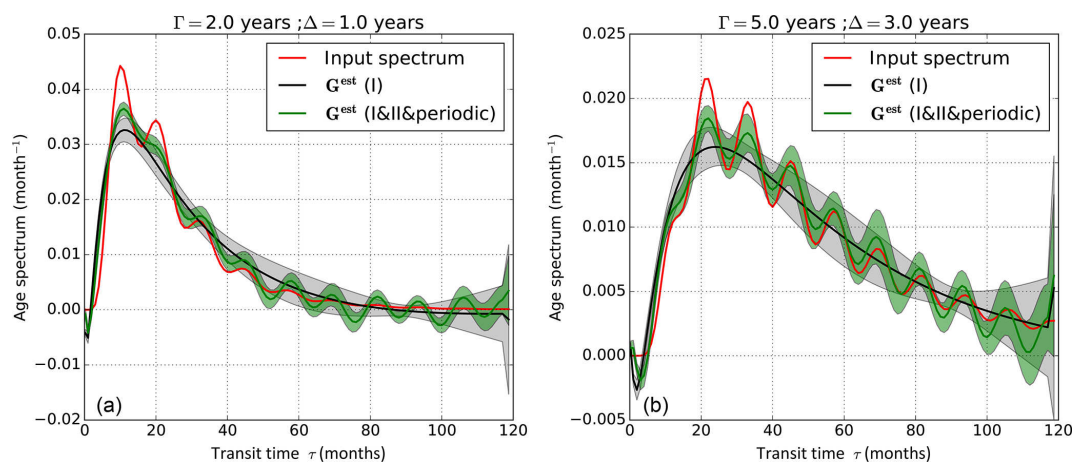 Γ = 2.0 years ;Δ = 1.0 years
Age spectrum (month⁻¹)
0.05
0.04
0.03
0.02
0.01
0.00
−0.01
−0.02
Input spectrum
G^est (I)
G^est (I&II&periodic)
(a)
0 20 40 60 80 100 120
Transit time τ (months)
Γ = 5.0 years ;Δ = 3.0 years
Age spectrum (month⁻¹)
0.025
0.020
0.015
0.010
0.005
0.000
−0.005
Input spectrum
G^est (I)
G^est (I&II&periodic)
(b)
0 20 40 60 80 100 120
Transit time τ (months)